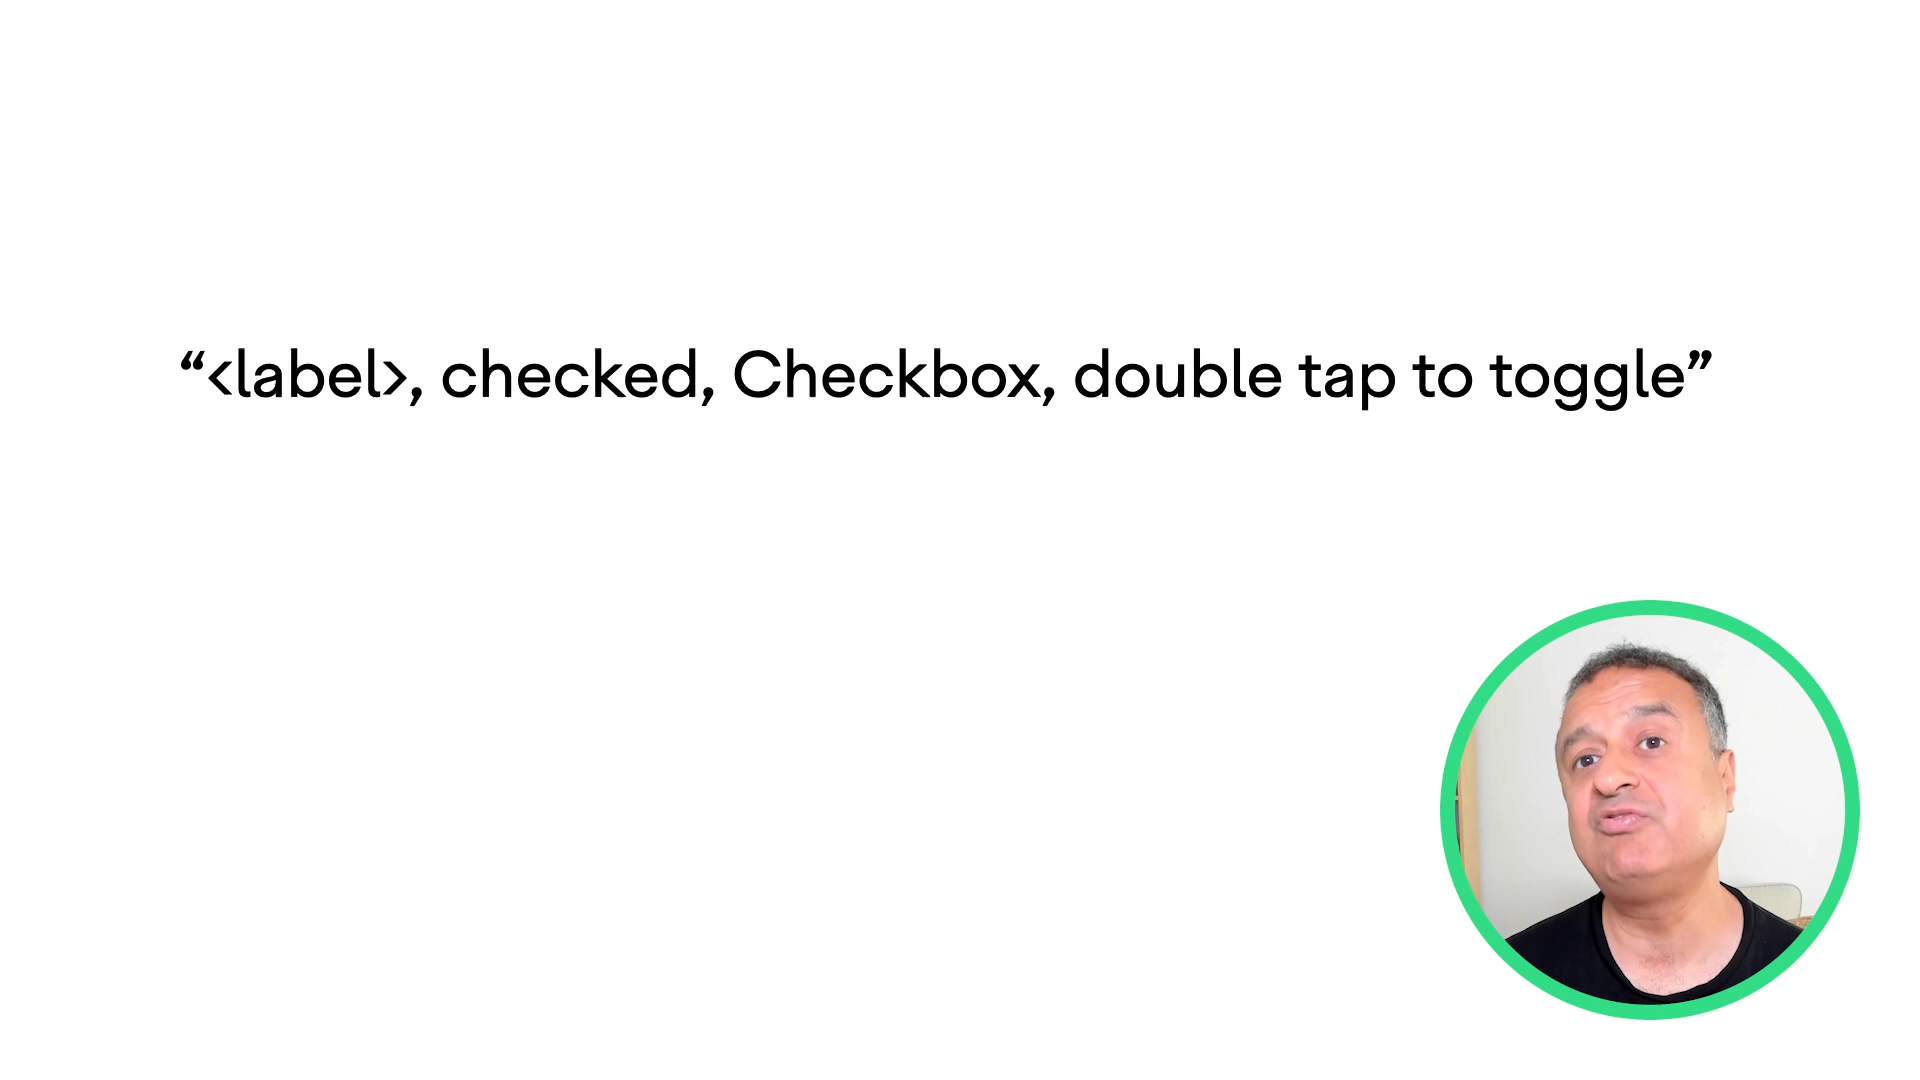 “<label>, checked, Checkbox, double tap to toggle”